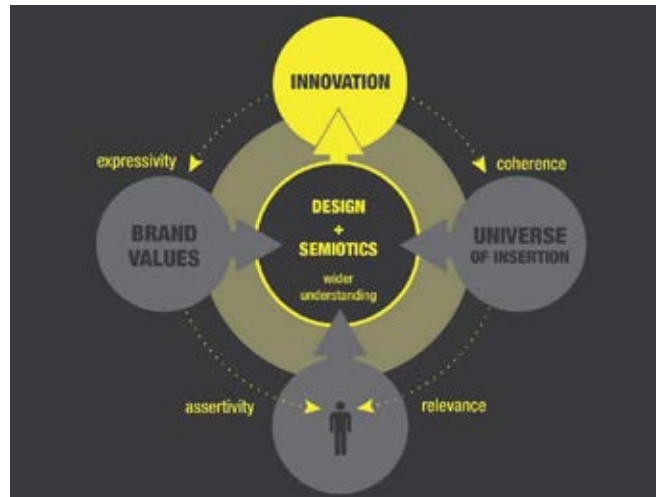 INNOVATION
expressivity
coherence
DESIGN
+
SEMIOTICS
wider
understanding
BRAND
VALUES
UNIVERSE
OF INSERTION
assertivity
relevance